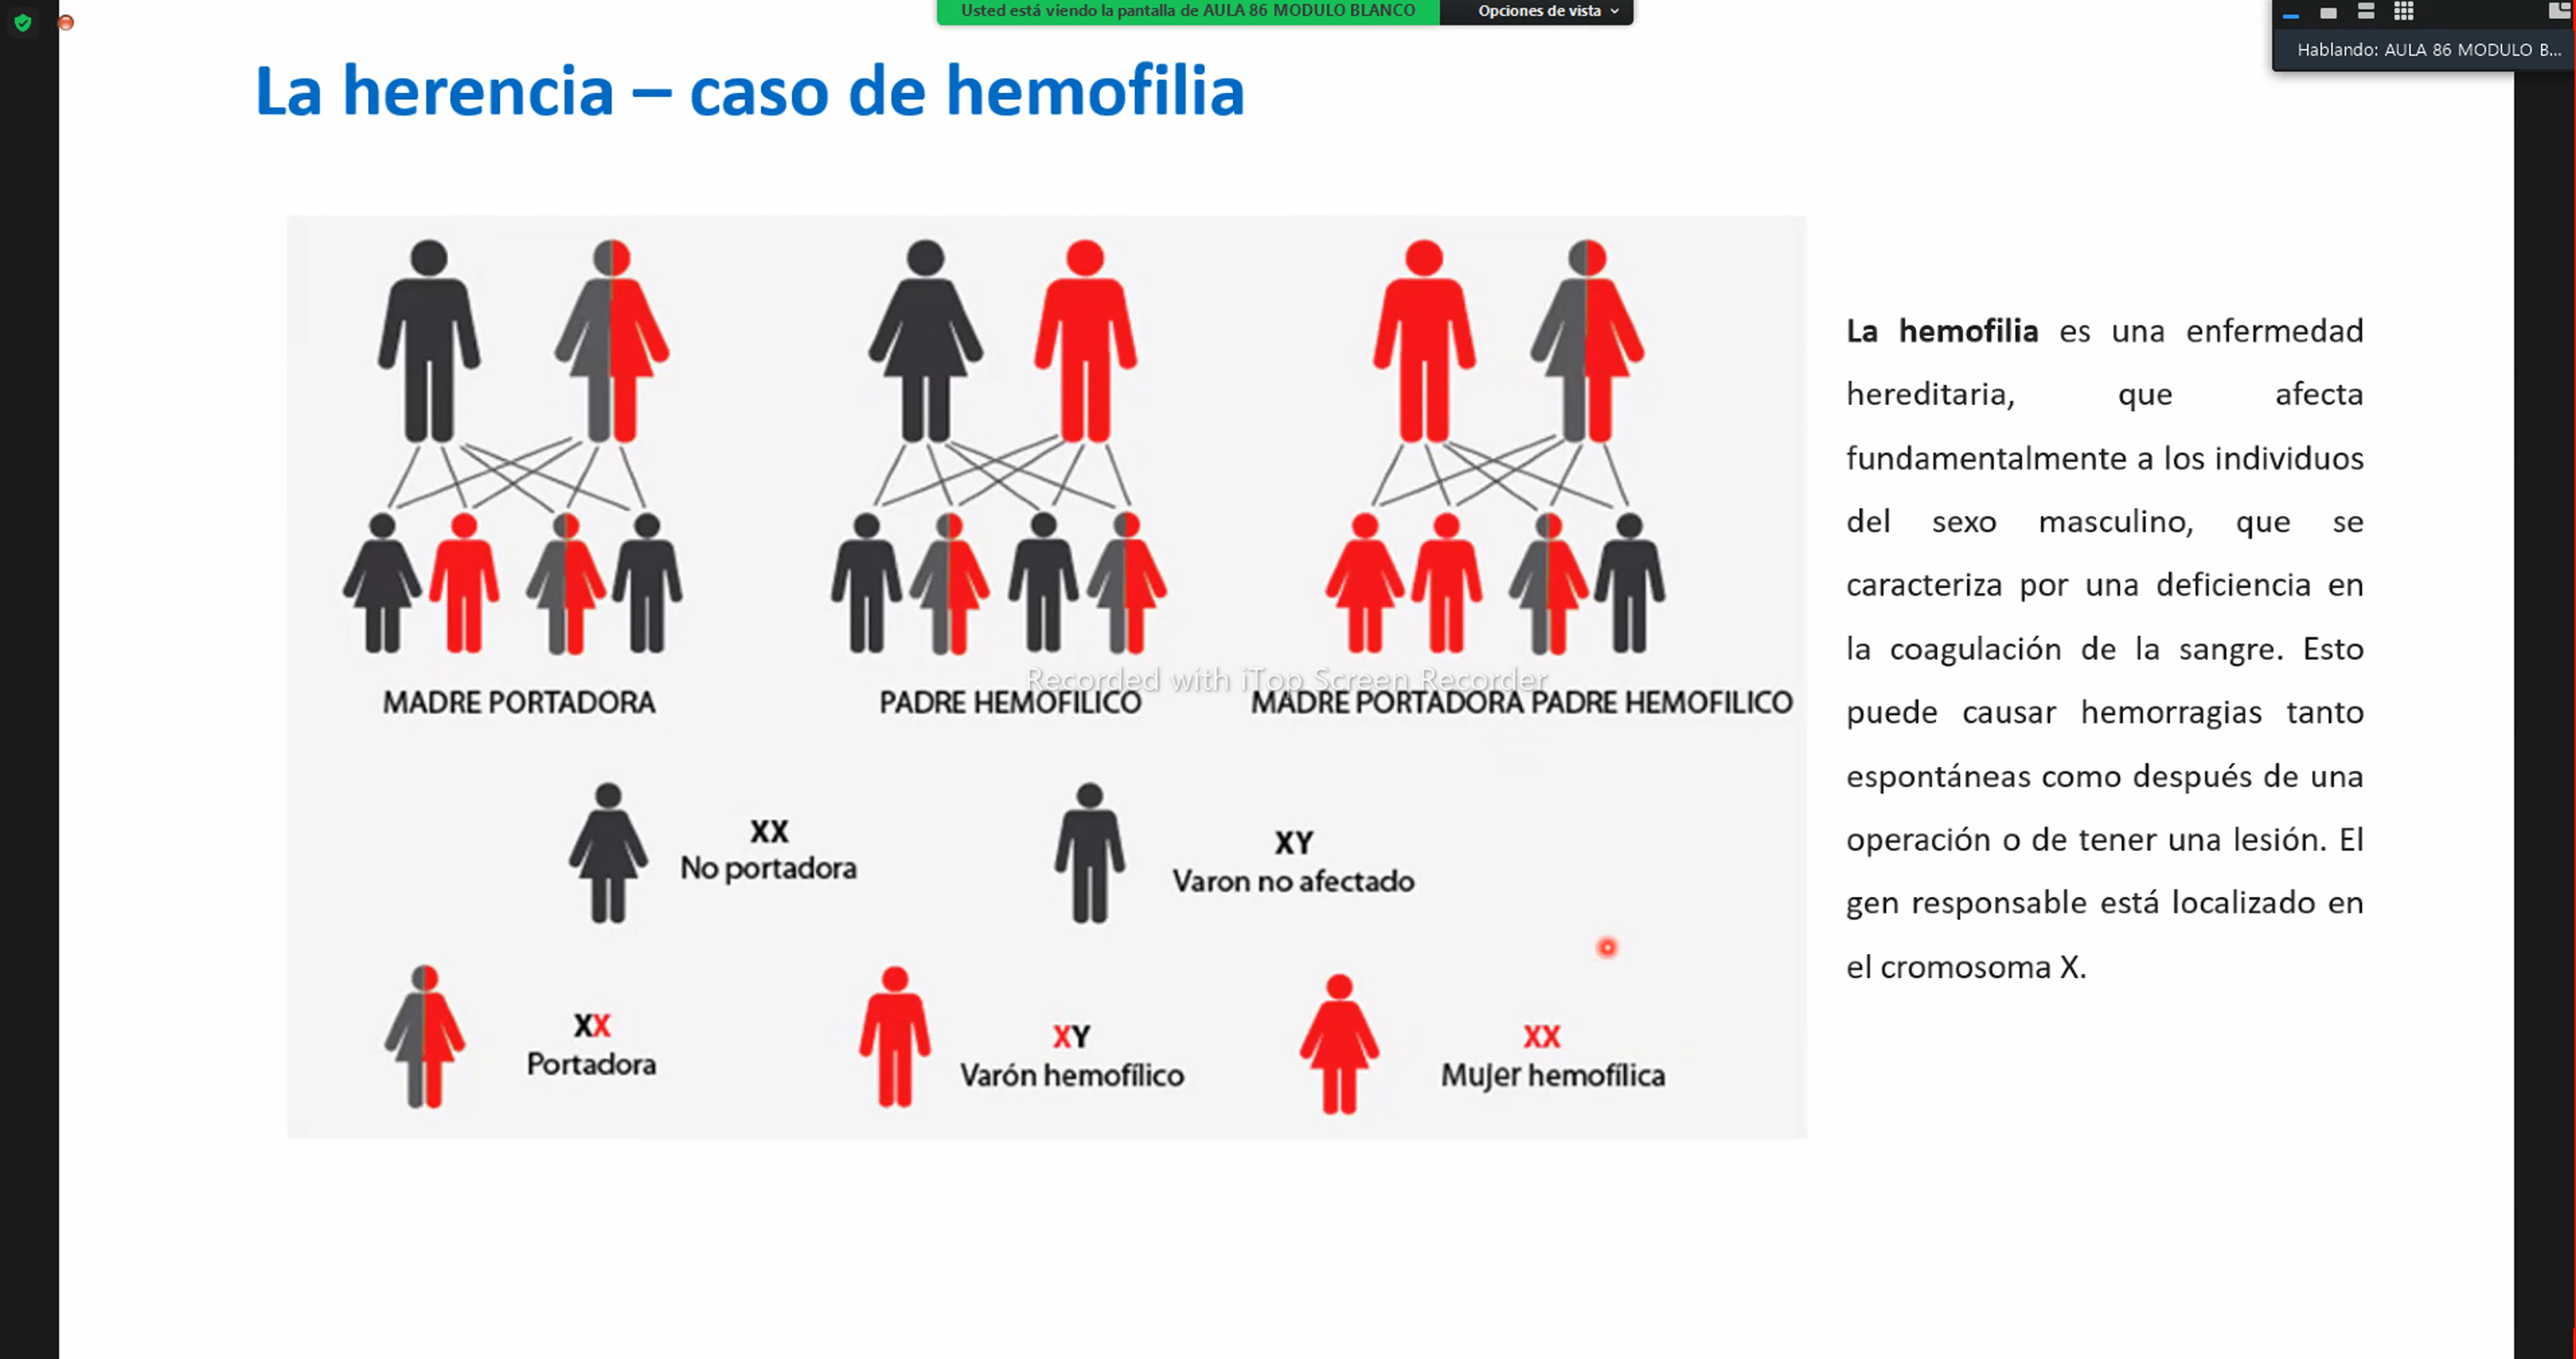 Usted está viendo la pantalla de AULA 86 MODULO BLANCO
Opciones de vista
Hablando: AULA 86 MODULO B...
La herencia – caso de hemofilia
MADRE PORTADORA
PADRE HEMOFILICO
MADRE PORTADORA PADRE HEMOFILICO
Recorded with iTop Screen Recorder
XX
No portadora
XY
Varon no afectado
XX
Portadora
XY
Varón hemofílico
XX
Mujer hemofílica
La hemofilia es una enfermedad
hereditaria, que afecta
fundamentalmente a los individuos
del sexo masculino, que se
caracteriza por una deficiencia en
la coagulación de la sangre. Esto
puede causar hemorragias tanto
espontáneas como después de una
operación o de tener una lesión. El
gen responsable está localizado en
el cromosoma X.